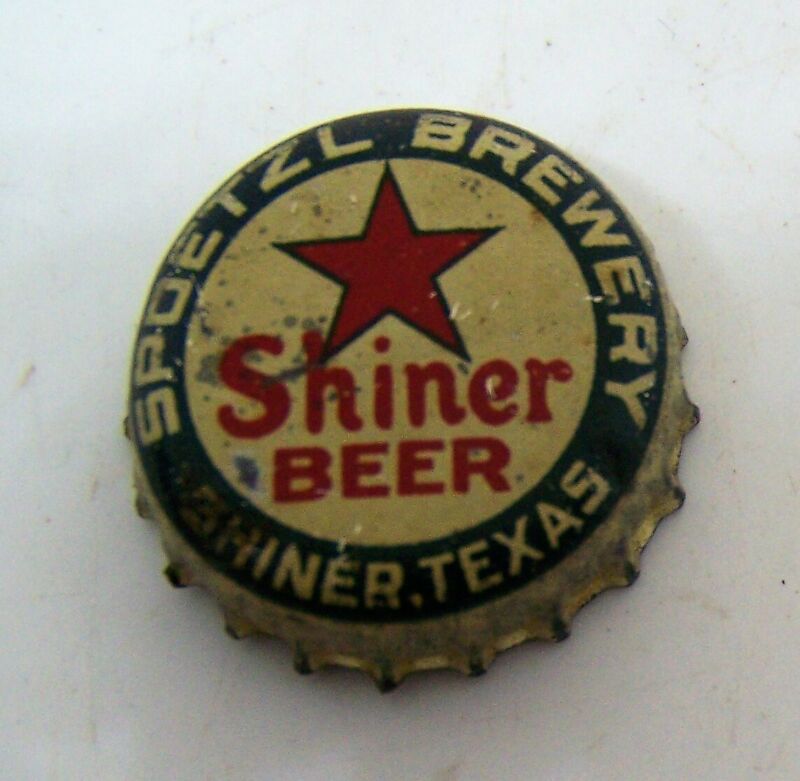 SPOETZL BREWERY
Shiner
BEER
SHINER, TEXAS